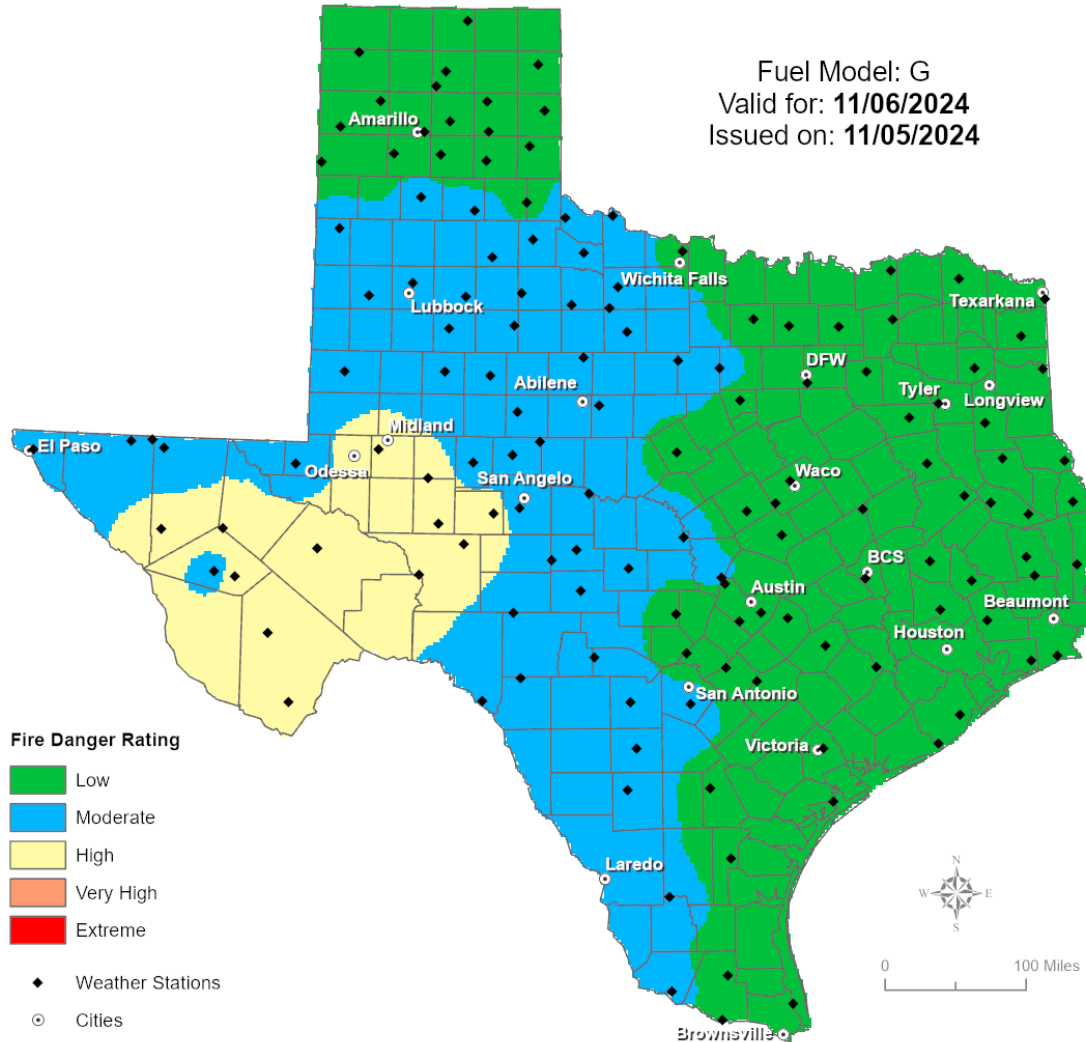 Fuel Model: G
Valid for: 11/06/2024
Issued on: 11/05/2024
Amarillo
Wichita Falls
Lubbock
Texarkana
DFW
Abilene
Tyler
Longview
Midland
El Paso
Odessa
San Angelo
Waco
BCS
Austin
Beaumont
Houston
San Antonio
Victoria
Laredo
Brownsville
Fire Danger Rating
Low
Moderate
High
Very High
Extreme
Weather Stations
Cities
N
W E
S
0 100 Miles